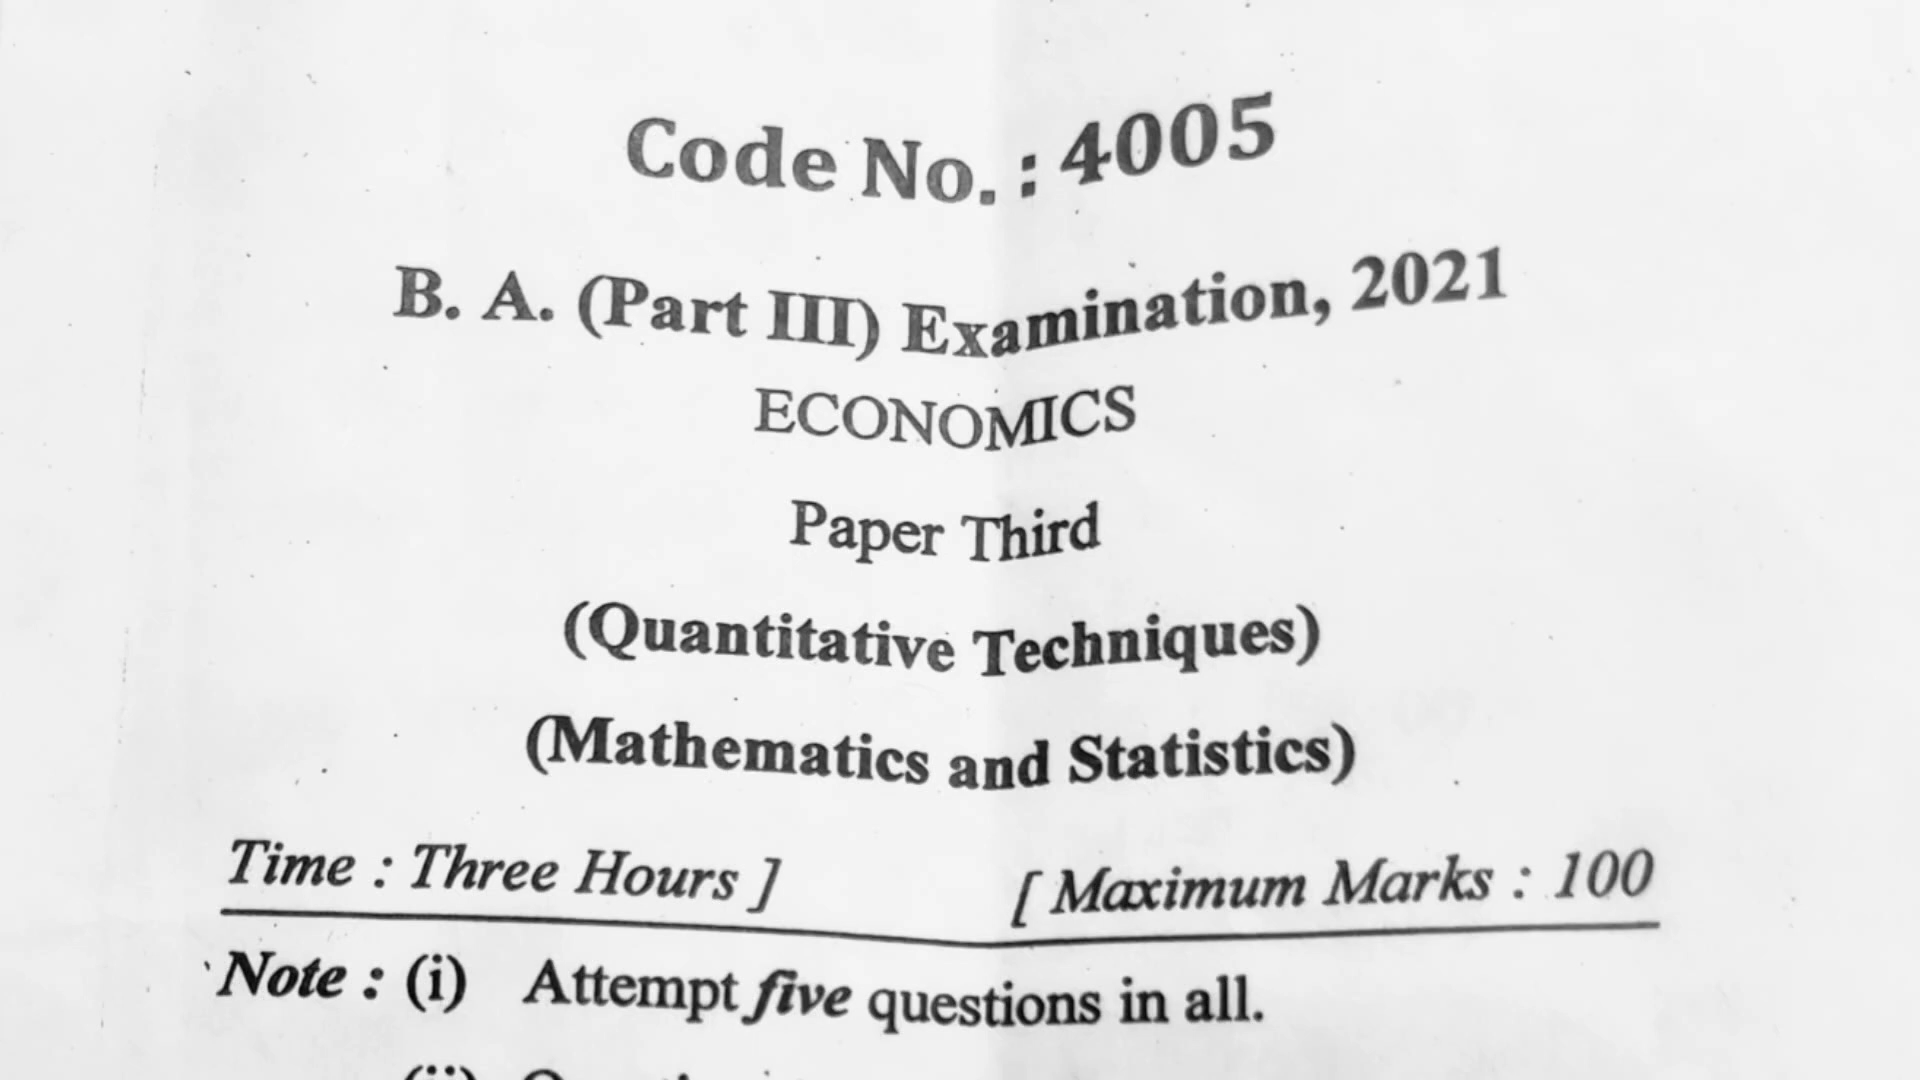 Code No. : 4005
B. A. (Part III) Examination, 2021
ECONOMICS
Paper Third
(Quantitative Techniques)
(Mathematics and Statistics)
Time : Three Hours ] [ Maximum Marks : 100
Note : (i) Attempt five questions in all.
(ii)